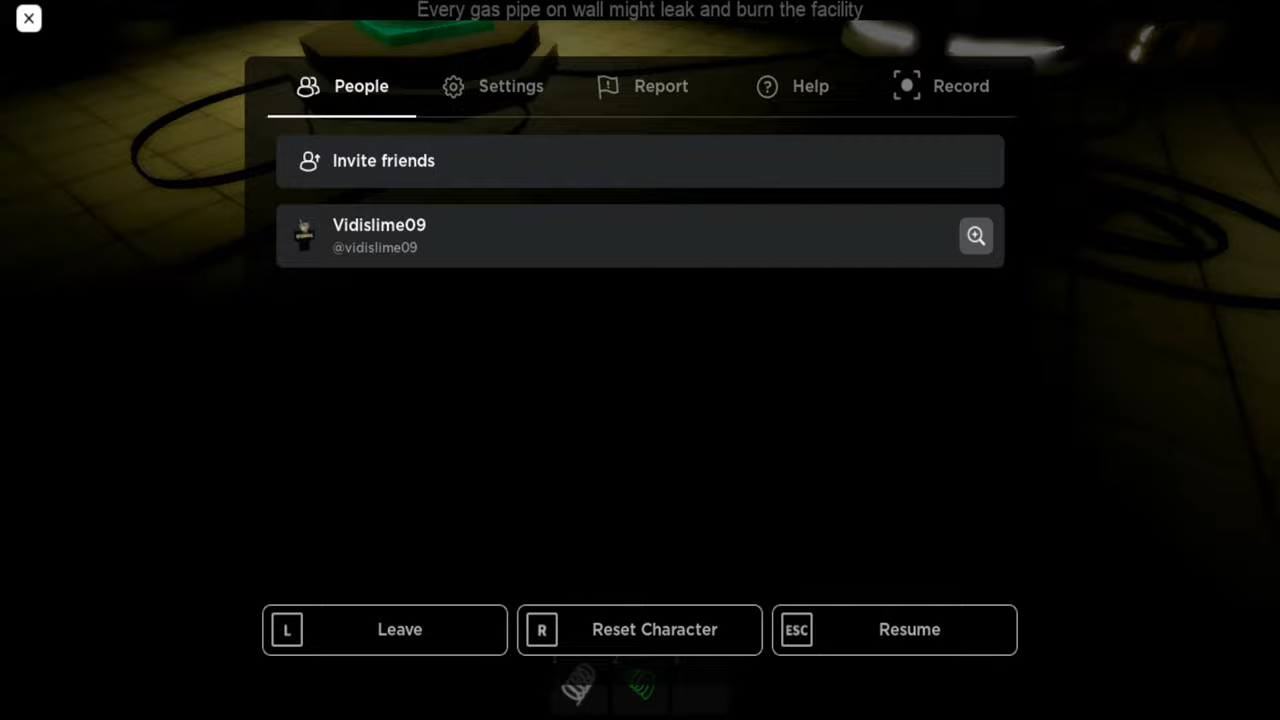 Every gas pipe on wall might leak and burn the facility
People
Settings
Report
Help
Record
Invite friends
Vidislime09
@vidislime09
L Leave
R Reset Character
ESC Resume